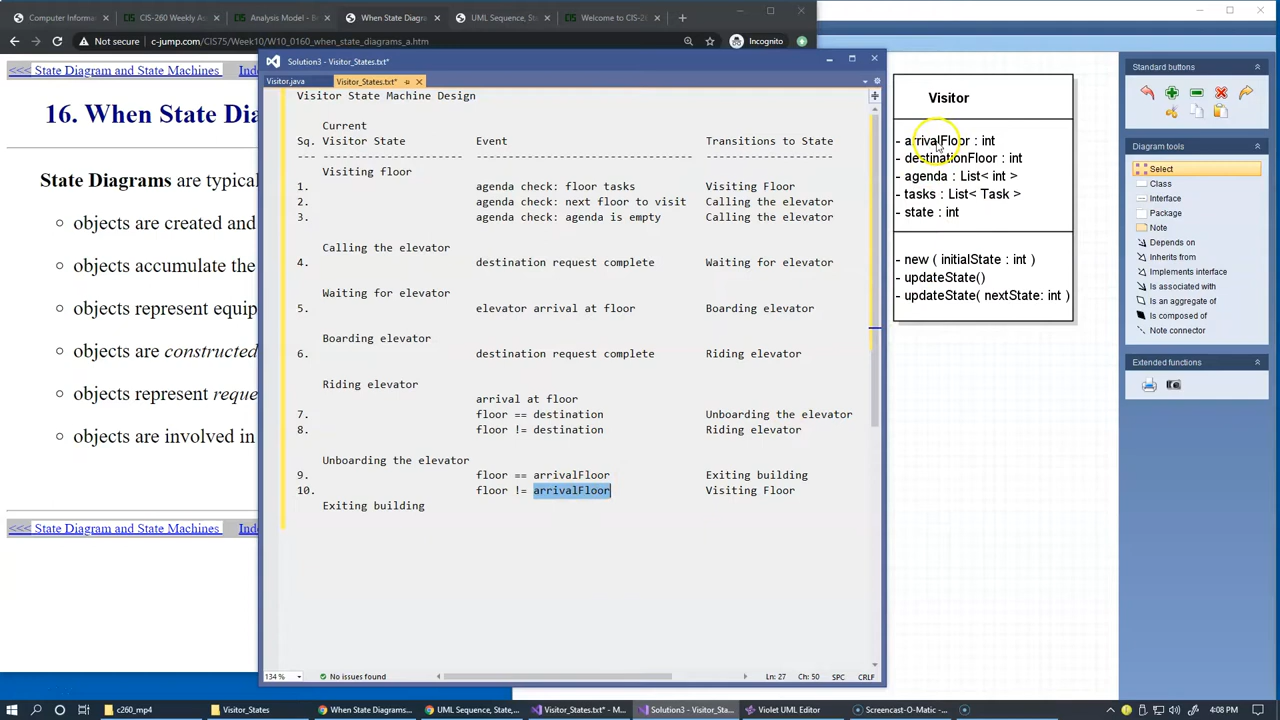 Computer Informa
CIS-260 Weekly Ass
Analysis Model - B
When State Diagra
UML Sequence, St
Welcome to CIS-2
Not secure
c-jump.com/CIS75/Week10/W10_0160_when_state_diagrams_a.htm
Incognito
<<< State Diagram and State Machines
Inde
16. When State Dia
State Diagrams are typical
objects are created and
objects accumulate the
objects represent equip
objects are constructed
objects represent reque
objects are involved in
<<< State Diagram and State Machines
Ind
Solution3 - Visitor_States.txt*
Visitor.java
Visitor_States.txt*
Visitor State Machine Design
Current
Sq. Visitor State Event Transitions to State
--- -------------------------------------------------- --------------------
Visiting floor
1. agenda check: floor tasks Visiting Floor
2. agenda check: next floor to visit Calling the elevator
3. agenda check: agenda is empty Calling the elevator
Calling the elevator
4. destination request complete Waiting for elevator
Waiting for elevator
5. elevator arrival at floor Boarding elevator
Boarding elevator
6. destination request complete Riding elevator
Riding elevator
arrival at floor
7. floor == destination Unboarding the elevator
8. floor != destination Riding elevator
Unboarding the elevator
9. floor == arrivalFloor Exiting building
10. floor != arrivalFloor Visiting Floor
Exiting building
134 % No issues found Ln: 27 Ch: 50 SPC CRLF
Visitor
- arrivalFloor : int
- destinationFloor : int
- agenda : List< int >
- tasks : List< Task >
- state : int
- new ( initialState : int )
- updateState()
- updateState( nextState: int )
Standard buttons
Diagram tools
Select
Class
Interface
Package
Note
Depends on
Inherits from
Implements interface
Is associated with
Is an aggregate of
Is composed of
Note connector
Extended functions
c260_mp4
Visitor_States
When State Diagrams...
UML Sequence, State,...
Visitor_States.txt* - M...
Solution3 - Visitor_Sta...
Violet UML Editor
Screencast-O-Matic - ...
4:08 PM